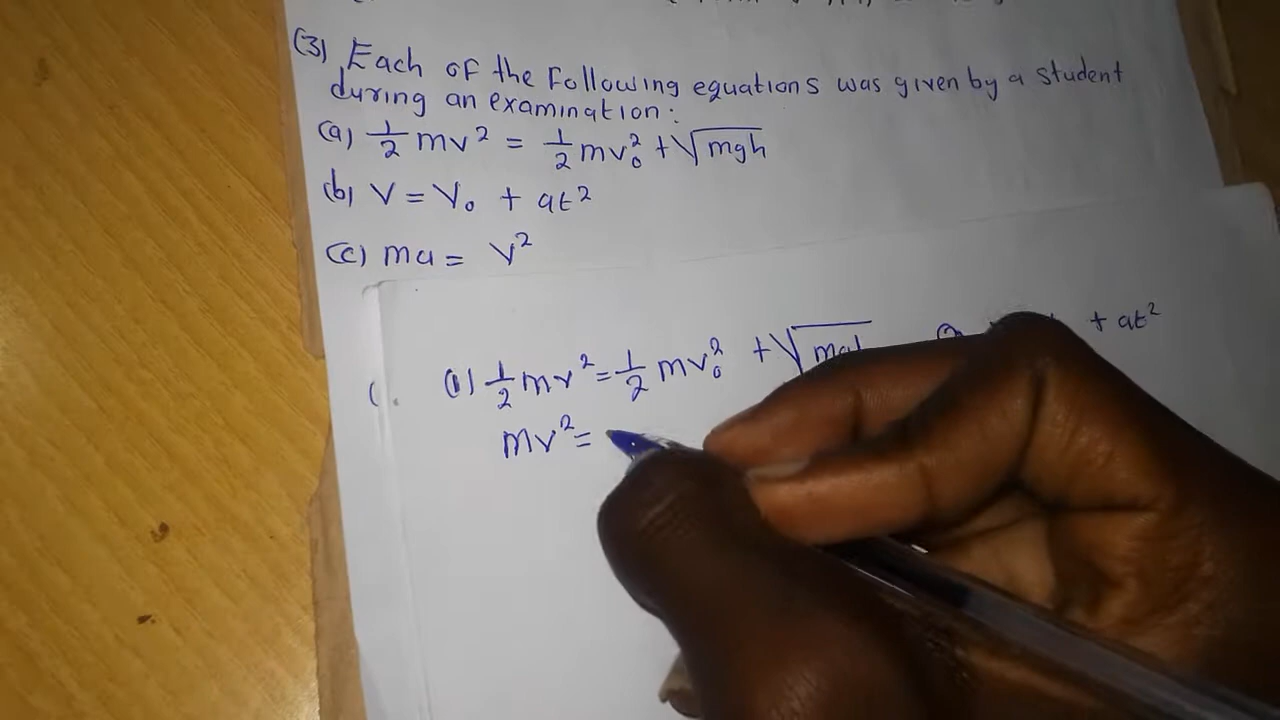 (3) Each of the Following equations was given by a student
during an examination:
(a) 1/2 mv² = 1/2 mv₀² + √mgh
(b) V = V₀ + at²
(c) ma = v²
(a) 1/2 mv² = 1/2 mv₀² + √mgh + at²
mv² =